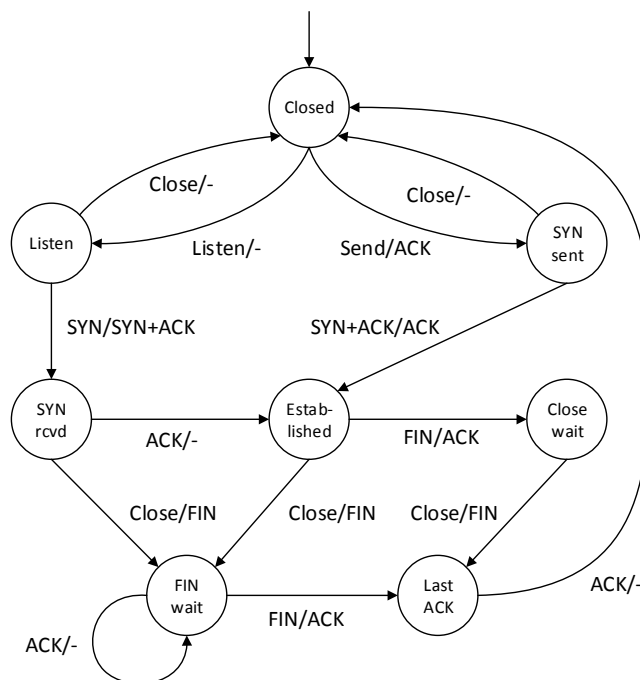 Closed
Close/-
Close/-
Listen
SYN
sent
Listen/-
Send/ACK
SYN/SYN+ACK
SYN+ACK/ACK
SYN
rcvd
Estab-
lished
Close
wait
ACK/-
FIN/ACK
Close/FIN
Close/FIN
Close/FIN
FIN
wait
Last
ACK
ACK/-
FIN/ACK
ACK/-